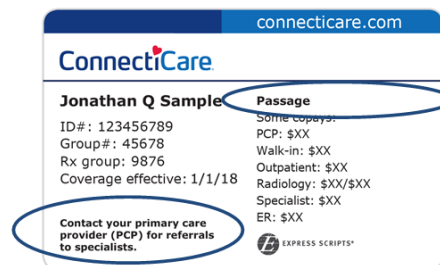 connecticare.com
ConnectiCare
Jonathan Q Sample
ID#: 123456789
Group#: 45678
Rx group: 9876
Coverage effective: 1/1/18
Contact your primary care
provider (PCP) for referrals
to specialists.
Passage
Some copays:
PCP: $XX
Walk-in: $XX
Outpatient: $XX
Radiology: $XX/$XX
Specialist: $XX
ER: $XX
EXPRESS SCRIPTS®